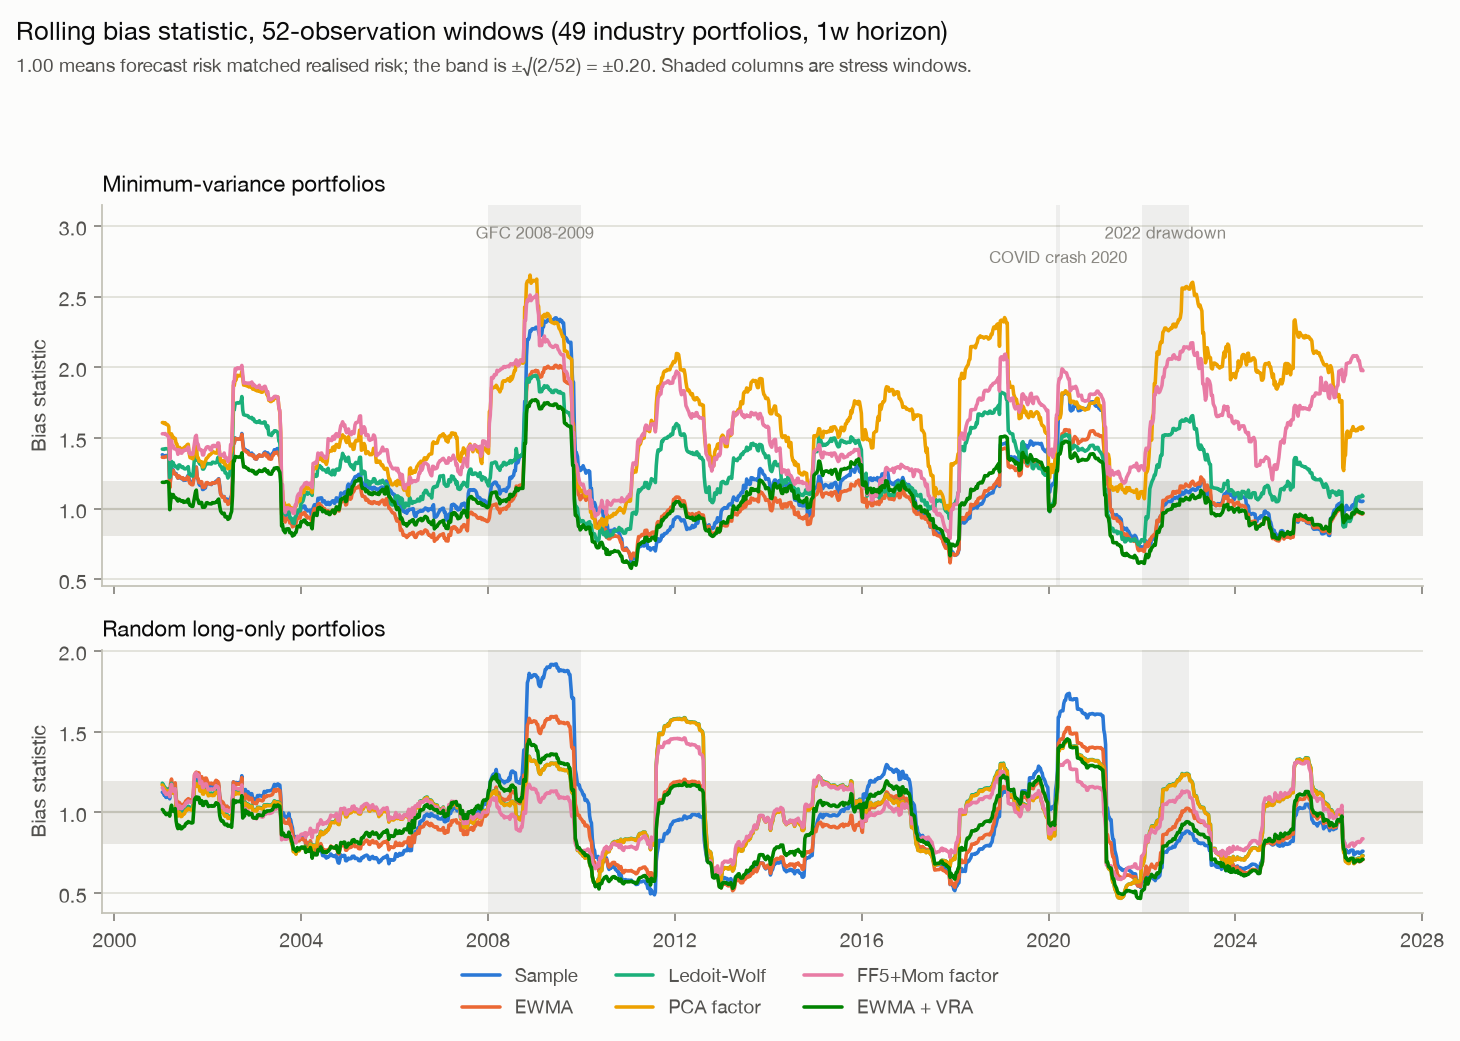 Rolling bias statistic, 52-observation windows (49 industry portfolios, 1w horizon)
1.00 means forecast risk matched realised risk; the band is ±√(2/52) = ±0.20. Shaded columns are stress windows.
Minimum-variance portfolios
3.0
2.5
2.0
1.5
1.0
0.5
Bias statistic
GFC 2008-2009
COVID crash 2020
2022 drawdown
Random long-only portfolios
2.0
1.5
1.0
0.5
Bias statistic
2000 2004 2008 2012 2016 2020 2024 2028
Sample Ledoit-Wolf FF5+Mom factor
EWMA PCA factor EWMA + VRA